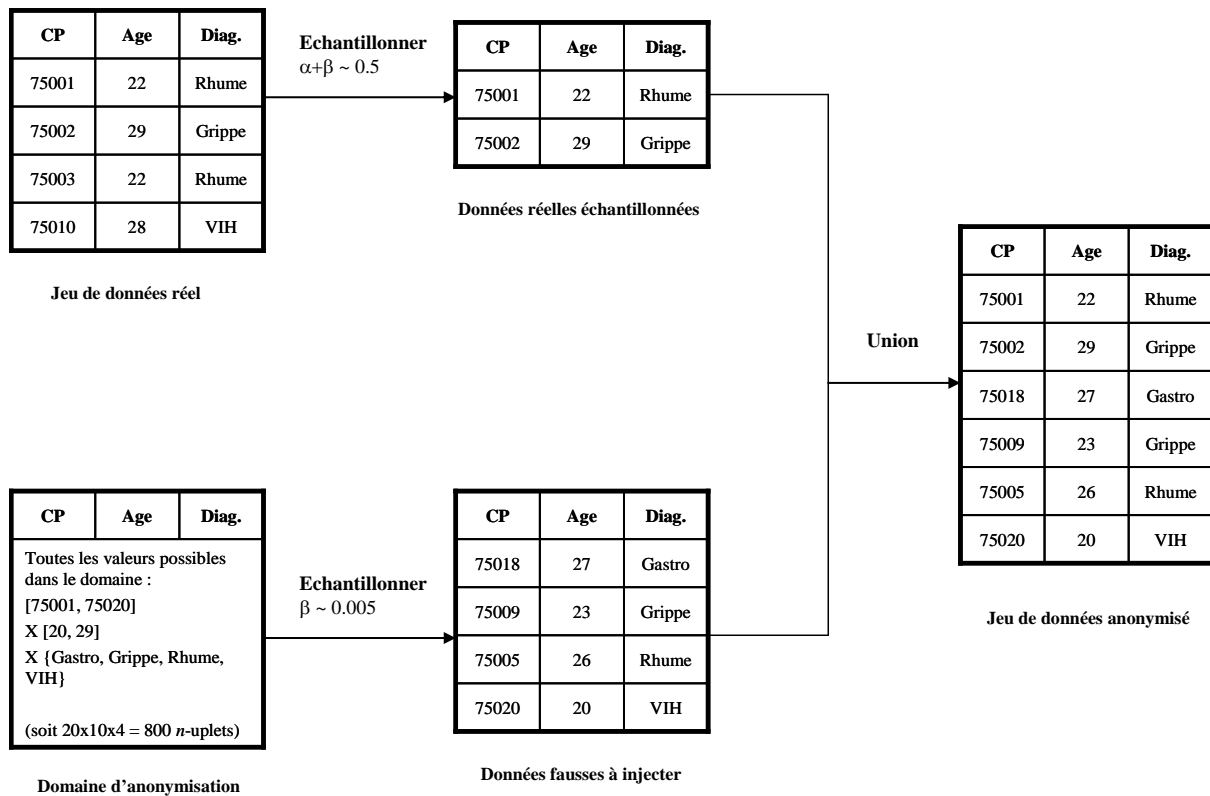 CP Age Diag.
75001 22 Rhume
75002 29 Grippe
75003 22 Rhume
75010 28 VIH
Jeu de données réel
Echantillonner
α+β ~ 0.5
CP Age Diag.
75001 22 Rhume
75002 29 Grippe
Données réelles échantillonnées
CP Age Diag.
Toutes les valeurs possibles
dans le domaine :
[75001, 75020]
X [20, 29]
X {Gastro, Grippe, Rhume,
VIH}
(soit 20x10x4 = 800 n-uplets)
Domaine d'anonymisation
Echantillonner
β ~ 0.005
CP Age Diag.
75018 27 Gastro
75009 23 Grippe
75005 26 Rhume
75020 20 VIH
Données fausses à injecter
Union
CP Age Diag.
75001 22 Rhume
75002 29 Grippe
75018 27 Gastro
75009 23 Grippe
75005 26 Rhume
75020 20 VIH
Jeu de données anonymisé